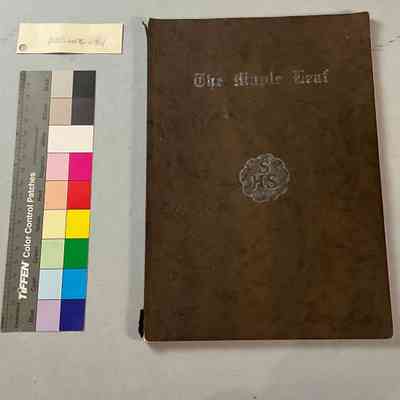 The Maple Leaf
S
HS
TIFFEN Color Control Patches